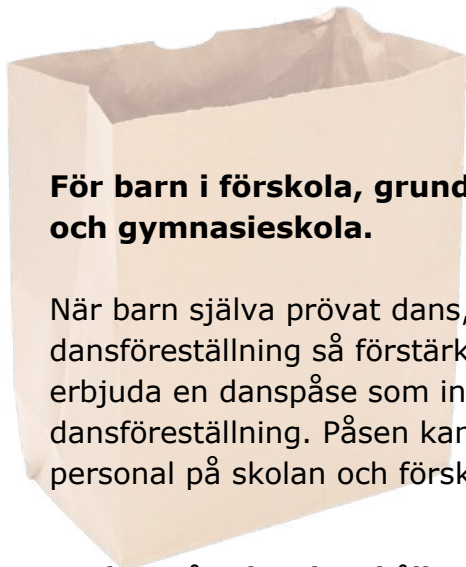 För barn i förskola, grund
och gymnasieskola.
När barn själva prövat dans,
dansföreställning så förstärk
erbjuda en danspåse som in
dansföreställning. Påsen kan
personal på skolan och försk